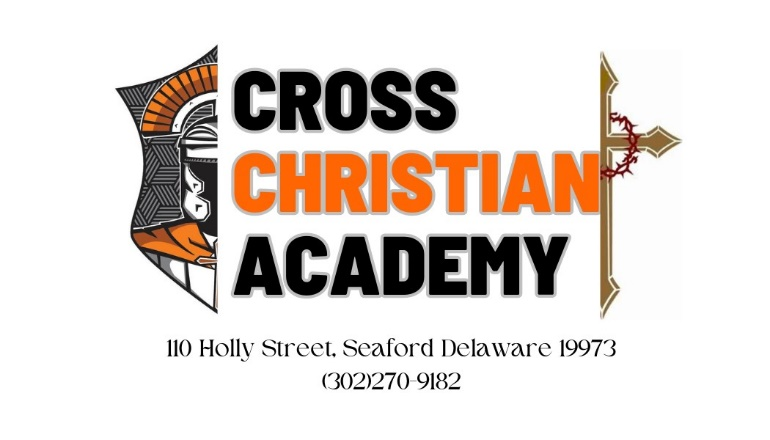 CROSS
CHRISTIAN
ACADEMY
110 Holly Street, Seaford Delaware 19973
(302)270-9182